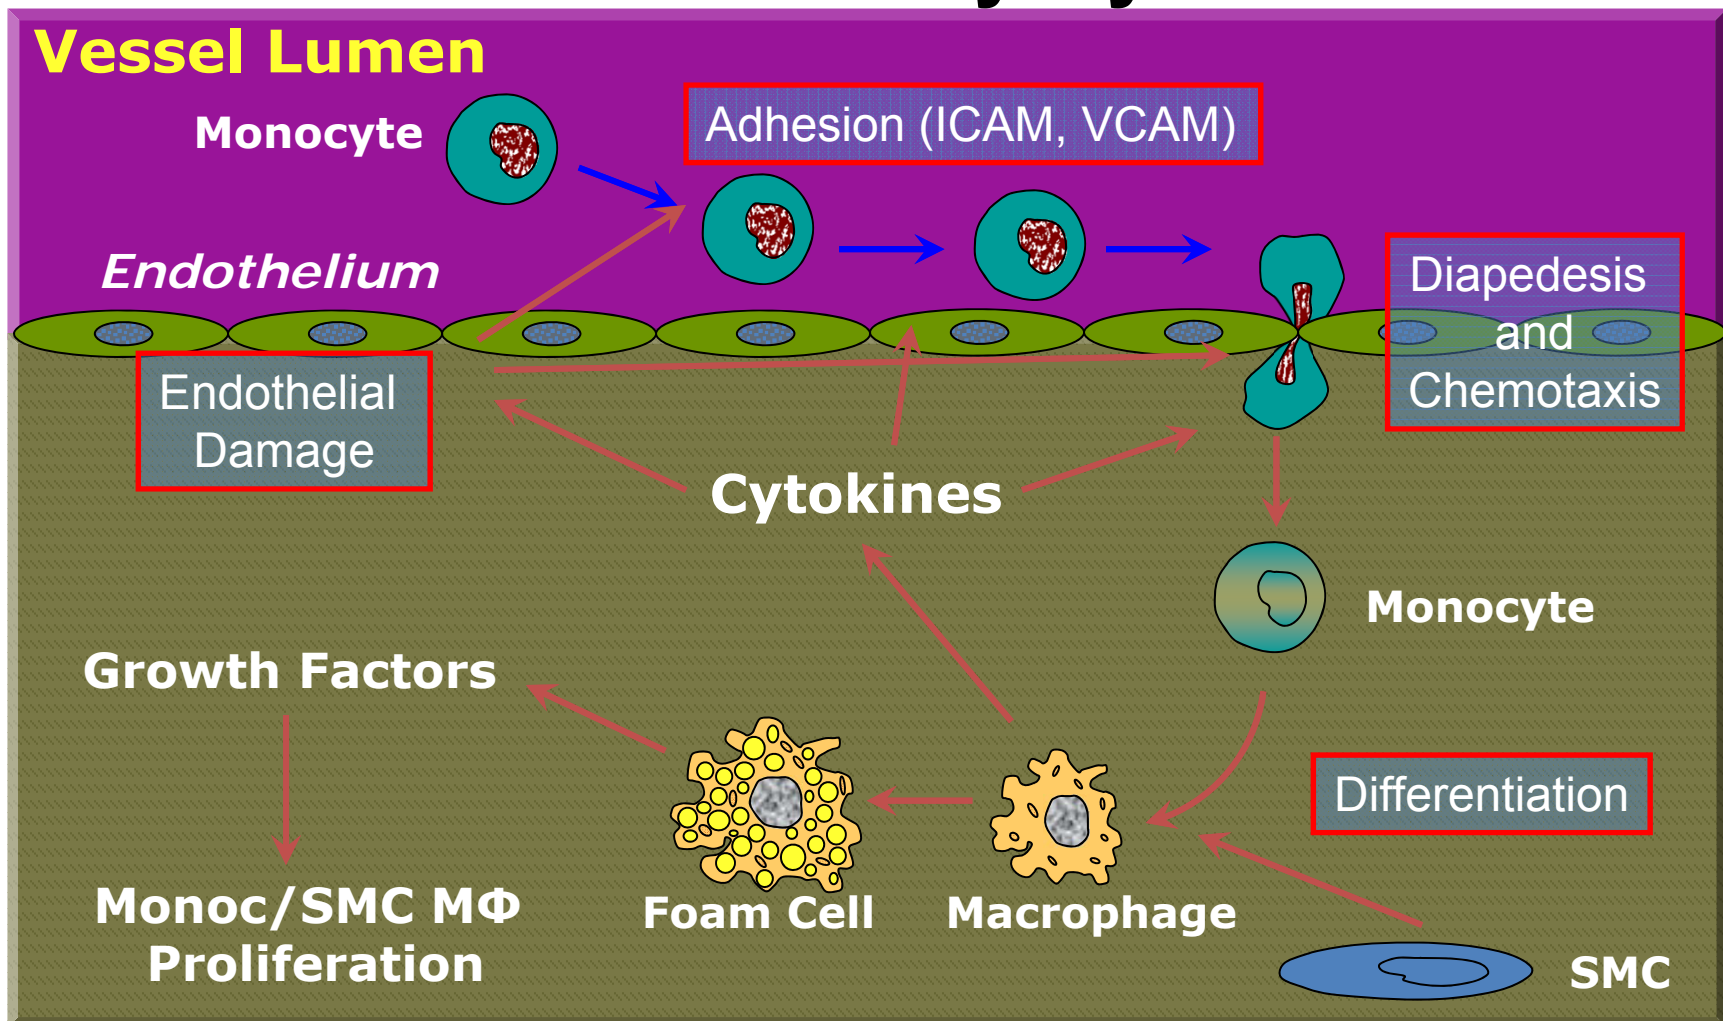 Vessel Lumen
Monocyte
Adhesion (ICAM, VCAM)
Endothelium
Diapedesis
and
Chemotaxis
Endothelial
Damage
Cytokines
Monocyte
Growth Factors
Differentiation
Monoc/SMC MΦ
Proliferation
Foam Cell
Macrophage
SMC